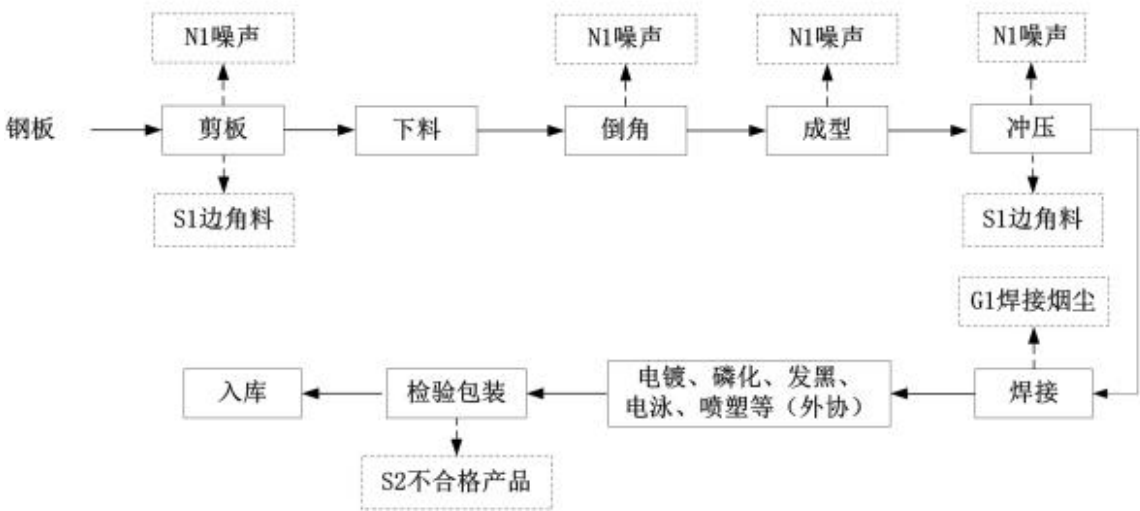 N1噪声
N1噪声
N1噪声
N1噪声
钢板
剪板
下料
倒角
成型
冲压
S1边角料
S1边角料
G1焊接烟尘
入库
检验包装
电镀、磷化、发黑、
电泳、喷塑等（外协）
焊接
S2不合格产品